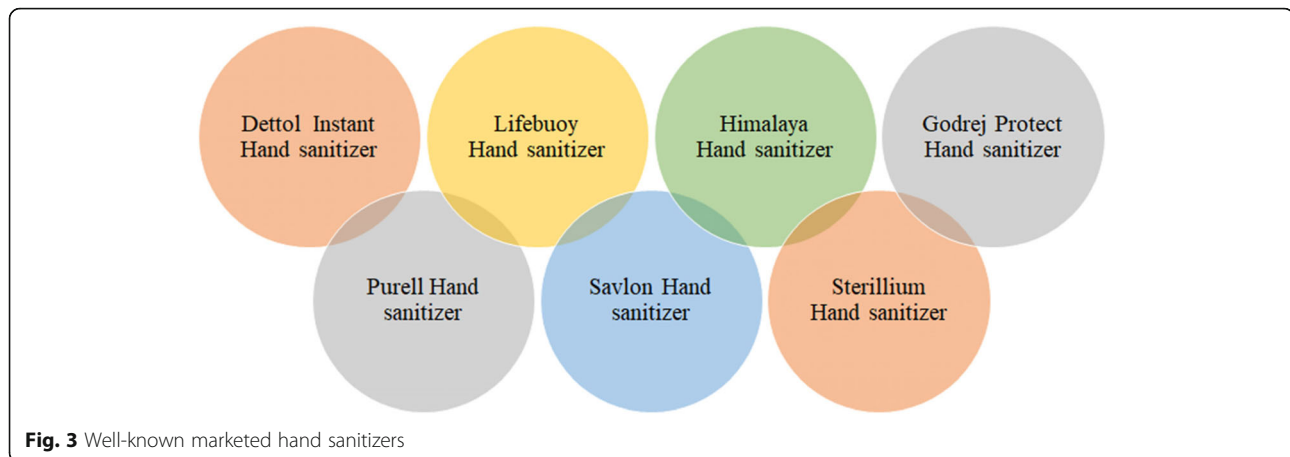 Dettol Instant
Hand sanitizer
Lifebuoy
Hand sanitizer
Himalaya
Hand sanitizer
Godrej Protect
Hand sanitizer
Purell Hand
sanitizer
Savlon Hand
sanitizer
Sterillium
Hand sanitizer
Fig. 3 Well-known marketed hand sanitizers